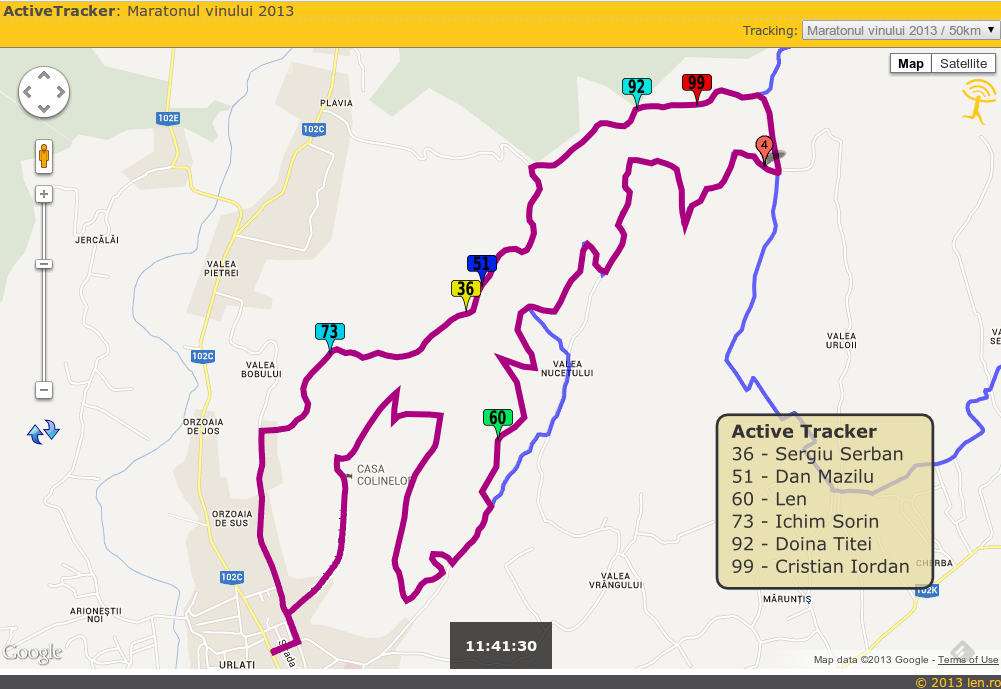 ActiveTracker: Maratonul vinului 2013
Tracking: Maratonul vinului 2013 / 50km
Map Satellite
92
99
PLAVIA
102E
102C
4
JERCĂLĂI
VALEA
PIETREI
51
36
73
102C
VALEA
BOBULUI
VALEA
NUCETULUI
VALEA
URLOII
VA
SE
60
ORZOAIA
DE JOS
CASA
COLINELOR
ORZOAIA
DE SUS
Active Tracker
36 - Sergiu Serban
51 - Dan Mazilu
60 - Len
73 - Ichim Sorin
92 - Doina Titei
99 - Cristian Iordan
CHERBA
102C
VALEA
VRÂNGULUI
102K
MĂRUNȚIȘ
ARIONEȘTII
NOI
11:41:30
Strada
Google
URLATI
Map data ©2013 Google - Terms of Use
© 2013 len.ro